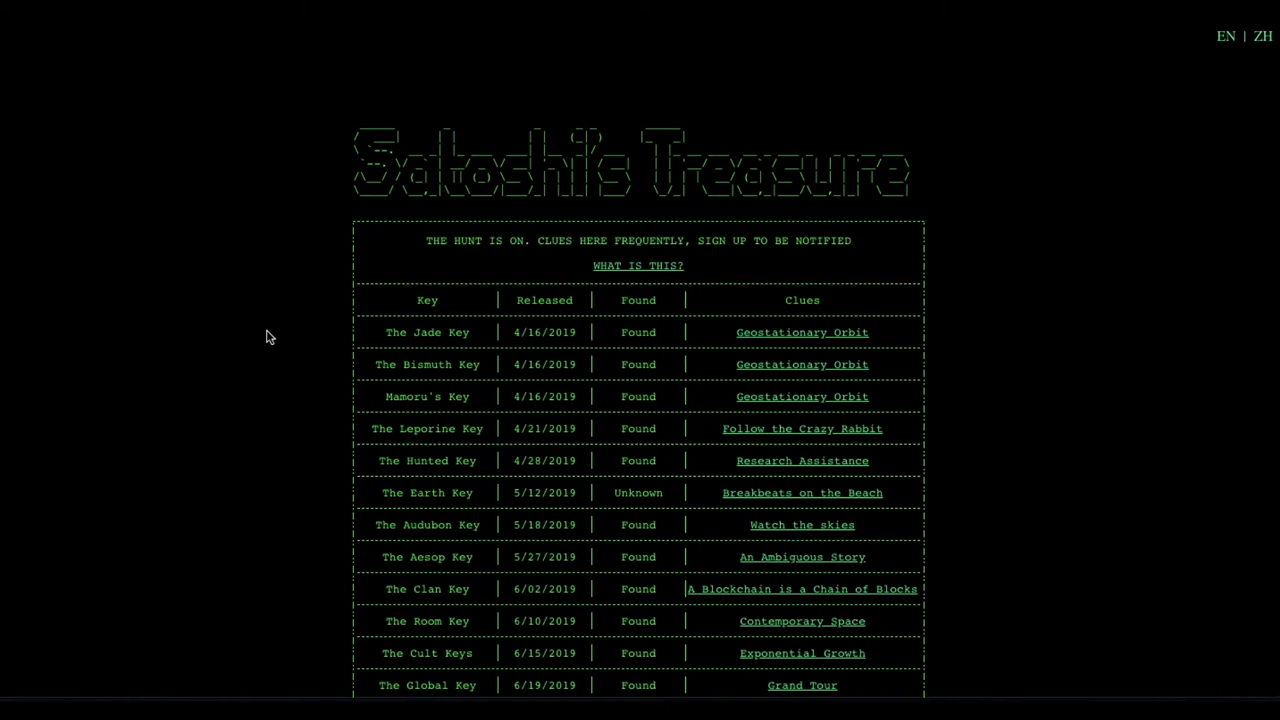 EN | ZH
Satoshi's Treasure
THE HUNT IS ON. CLUES HERE FREQUENTLY, SIGN UP TO BE NOTIFIED
WHAT IS THIS?
Key | Released | Found | Clues
The Jade Key | 4/16/2019 | Found | Geostationary Orbit
The Bismuth Key | 4/16/2019 | Found | Geostationary Orbit
Mamoru's Key | 4/16/2019 | Found | Geostationary Orbit
The Leporine Key | 4/21/2019 | Found | Follow the Crazy Rabbit
The Hunted Key | 4/28/2019 | Found | Research Assistance
The Earth Key | 5/12/2019 | Unknown | Breakbeats on the Beach
The Audubon Key | 5/18/2019 | Found | Watch the skies
The Aesop Key | 5/27/2019 | Found | An Ambiguous Story
The Clan Key | 6/02/2019 | Found | A Blockchain is a Chain of Blocks
The Room Key | 6/10/2019 | Found | Contemporary Space
The Cult Keys | 6/15/2019 | Found | Exponential Growth
The Global Key | 6/19/2019 | Found | Grand Tour